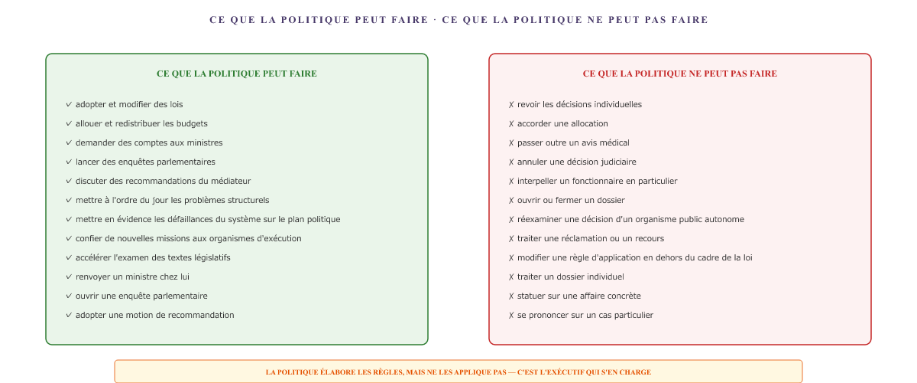 CE QUE LA POLITIQUE PEUT FAIRE · CE QUE LA POLITIQUE NE PEUT PAS FAIRE
CE QUE LA POLITIQUE PEUT FAIRE
✓ adopter et modifier des lois
✓ allouer et redistribuer les budgets
✓ demander des comptes aux ministres
✓ lancer des enquêtes parlementaires
✓ discuter des recommandations du médiateur
✓ mettre à l'ordre du jour les problèmes structurels
✓ mettre en évidence les défaillances du système sur le plan politique
✓ confier de nouvelles missions aux organismes d'exécution
✓ accélérer l'examen des textes législatifs
✓ renvoyer un ministre chez lui
✓ ouvrir une enquête parlementaire
✓ adopter une motion de recommandation
CE QUE LA POLITIQUE NE PEUT PAS FAIRE
✗ revoir les décisions individuelles
✗ accorder une allocation
✗ passer outre un avis médical
✗ annuler une décision judiciaire
✗ interpeller un fonctionnaire en particulier
✗ ouvrir ou fermer un dossier
✗ réexaminer une décision d'un organisme public autonome
✗ traiter une réclamation ou un recours
✗ modifier une règle d'application en dehors du cadre de la loi
✗ traiter un dossier individuel
✗ statuer sur une affaire concrète
✗ se prononcer sur un cas particulier
LA POLITIQUE ÉLABORE LES RÈGLES, MAIS NE LES APPLIQUE PAS — C'EST L'EXÉCUTIF QUI S'EN CHARGE